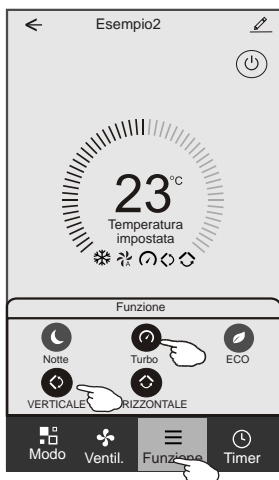 Esempio2
23°C
Temperatura
impostata
A
Funzione
Notte Turbo ECO
VERTICALE RIZZONTALE
Modo Ventil. Funzione Timer